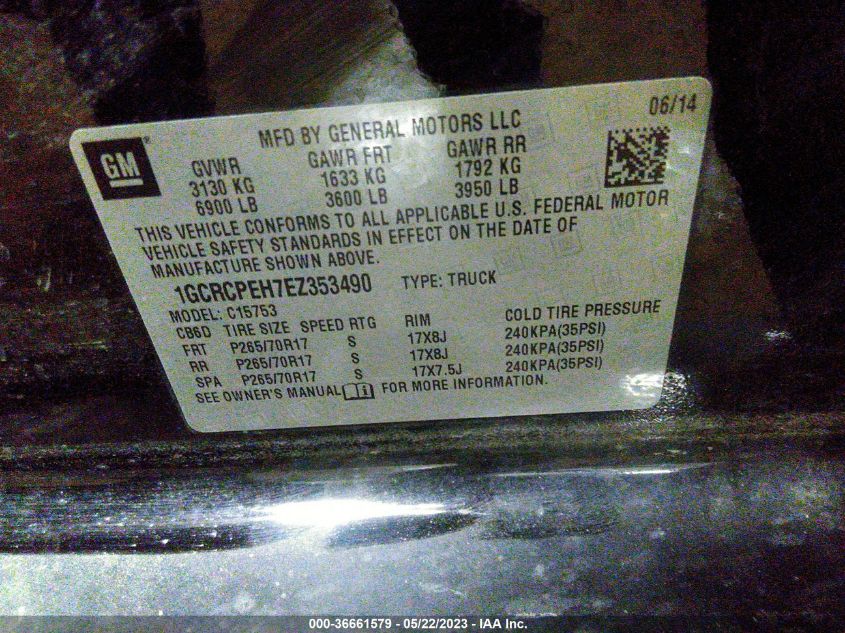 06/14
MFD BY GENERAL MOTORS LLC
GM
GVWR GAWR FRT GAWR RR
3130 KG 1633 KG 1792 KG
6900 LB 3600 LB 3950 LB
THIS VEHICLE CONFORMS TO ALL APPLICABLE U.S. FEDERAL MOTOR
VEHICLE SAFETY STANDARDS IN EFFECT ON THE DATE OF
MANUFACTURE SHOWN ABOVE.
1GCRCPEH7EZ353490 TYPE: TRUCK
MODEL: C15753
CB6D TIRE SIZE SPEED RTG RIM COLD TIRE PRESSURE
FRT P265/70R17 S 17X8J 240KPA(35PSI)
RR P265/70R17 S 17X8J 240KPA(35PSI)
SPA P265/70R17 S 17X7.5J 240KPA(35PSI)
SEE OWNER'S MANUAL FOR MORE INFORMATION.
000-36661579 - 05/22/2023 - IAA Inc.